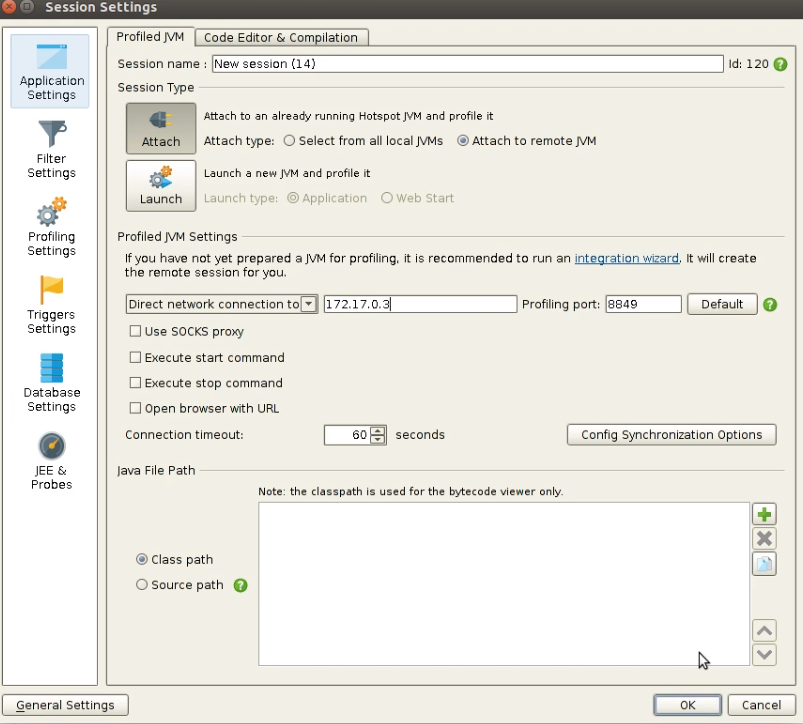 Session Settings
Profiled JVM
Code Editor & Compilation
Application
Settings
Filter
Settings
Profiling
Settings
Triggers
Settings
Database
Settings
JEE &
Probes
Session name :
New session (14)
Id: 120
Session Type
Attach
Attach to an already running Hotspot JVM and profile it
Attach type:
Select from all local JVMs
Attach to remote JVM
Launch
Launch a new JVM and profile it
Launch type:
Application
Web Start
Profiled JVM Settings
If you have not yet prepared a JVM for profiling, it is recommended to run an integration wizard. It will create
the remote session for you.
Direct network connection to
172.17.0.3
Profiling port:
8849
Default
Use SOCKS proxy
Execute start command
Execute stop command
Open browser with URL
Connection timeout:
60
seconds
Config Synchronization Options
Java File Path
Note: the classpath is used for the bytecode viewer only.
Class path
Source path
General Settings
OK
Cancel